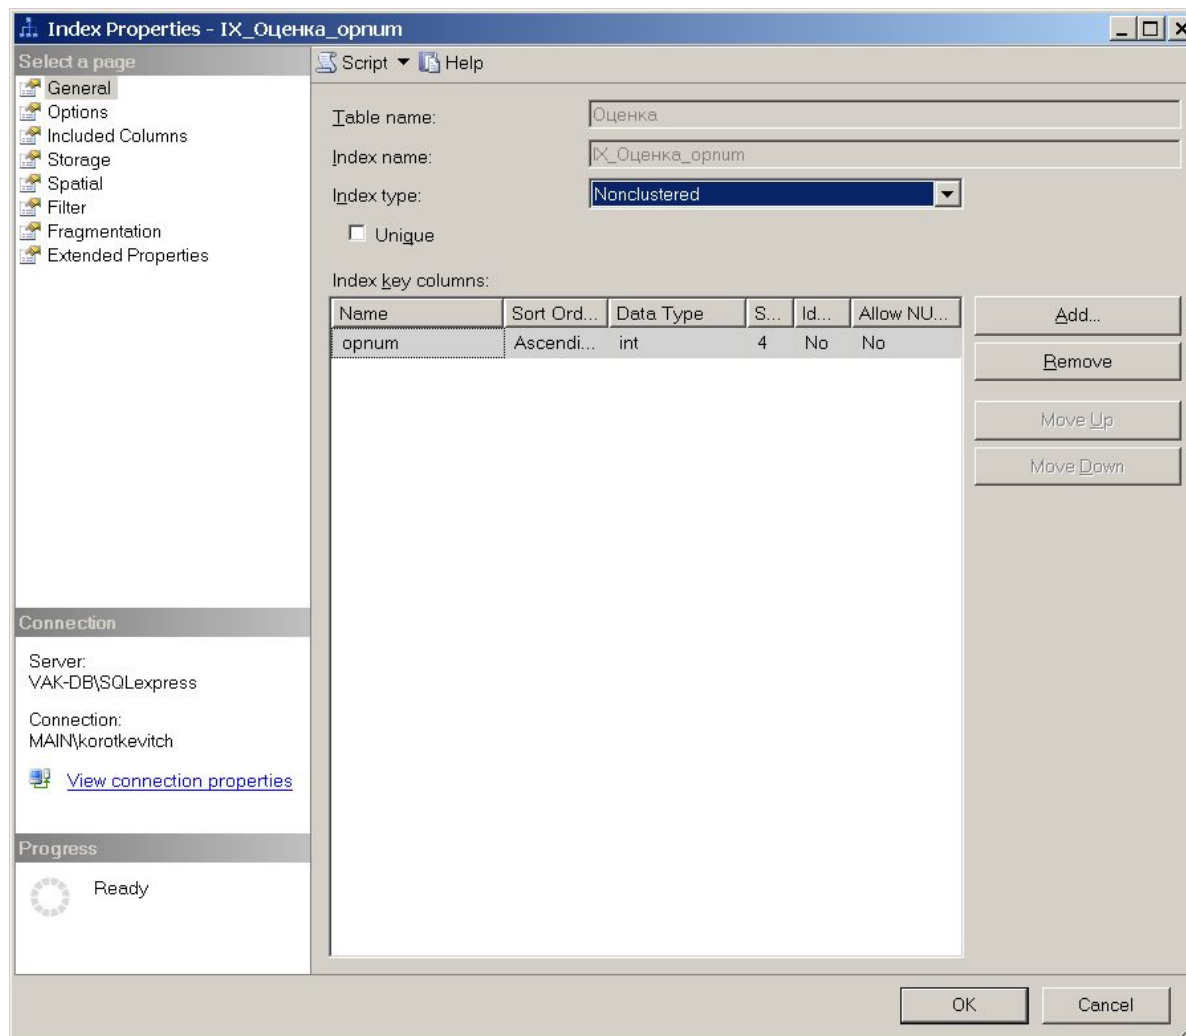 Index Properties - IX_Оценка_opnum
Select a page
General
Options
Included Columns
Storage
Spatial
Filter
Fragmentation
Extended Properties
Script Help
Table name: Оценка
Index name: IX_Оценка_opnum
Index type: Nonclustered
Unique
Index key columns:
Name Sort Ord... Data Type S... Id... Allow NU...
opnum Ascendi... int 4 No No
Add...
Remove
Move Up
Move Down
Connection
Server:
VAK-DB\SQLexpress
Connection:
MAIN\korotkevitch
View connection properties
Progress
Ready
OK Cancel